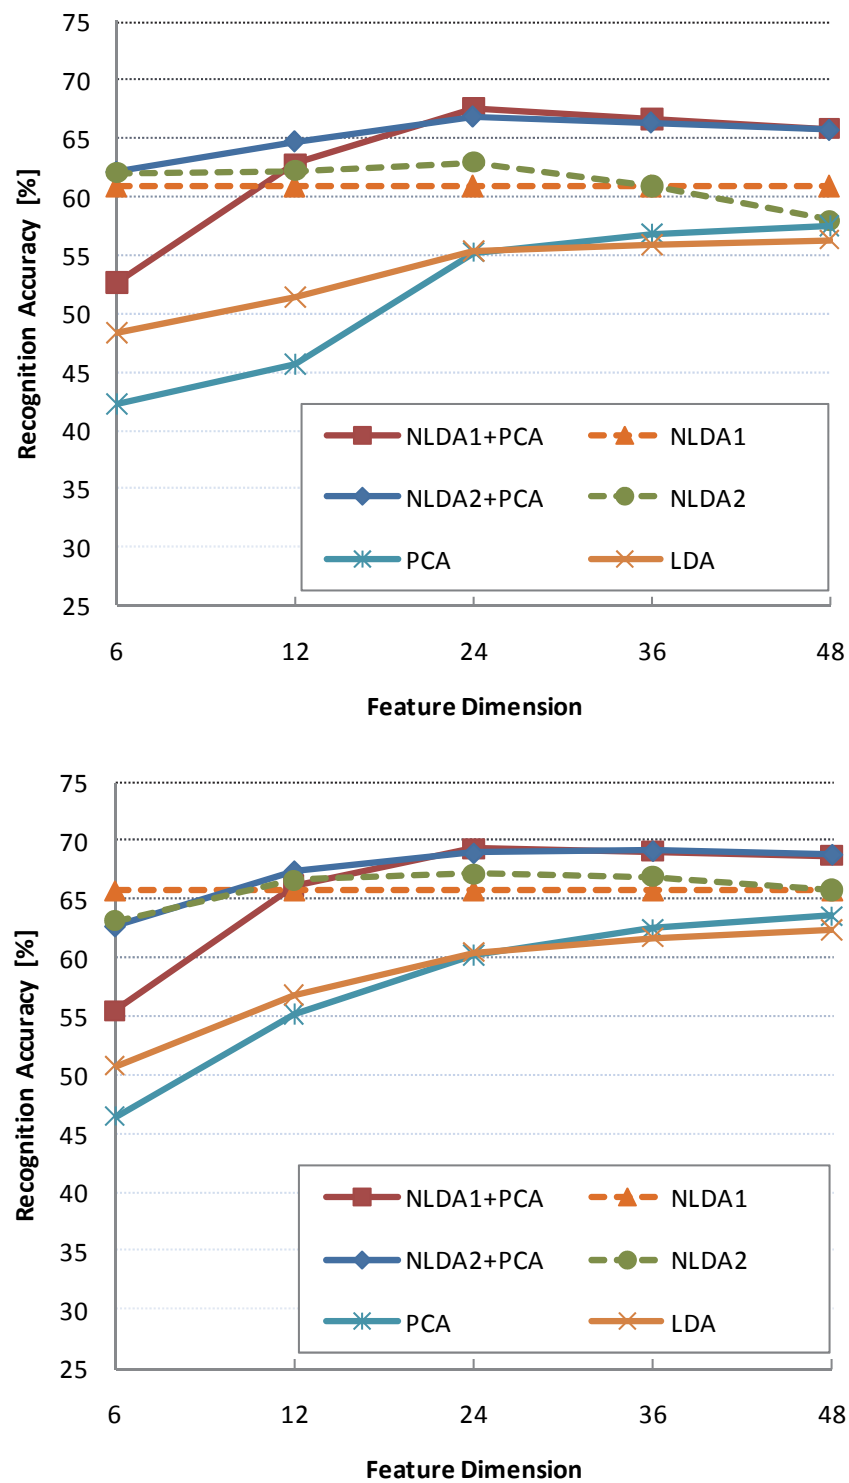 75
70
65
60
55
50
45
40
35
30
25
Recognition Accuracy [%]
NLDA1+PCA NLDA1
NLDA2+PCA NLDA2
PCA LDA
6 12 24 36 48
Feature Dimension
75
70
65
60
55
50
45
40
35
30
25
Recognition Accuracy [%]
NLDA1+PCA NLDA1
NLDA2+PCA NLDA2
PCA LDA
6 12 24 36 48
Feature Dimension